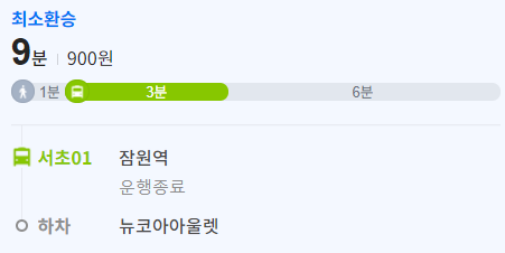 최소환승
9분 900원
1분 3분 6분
서초01 잠원역
운행종료
하차 뉴코아아울렛